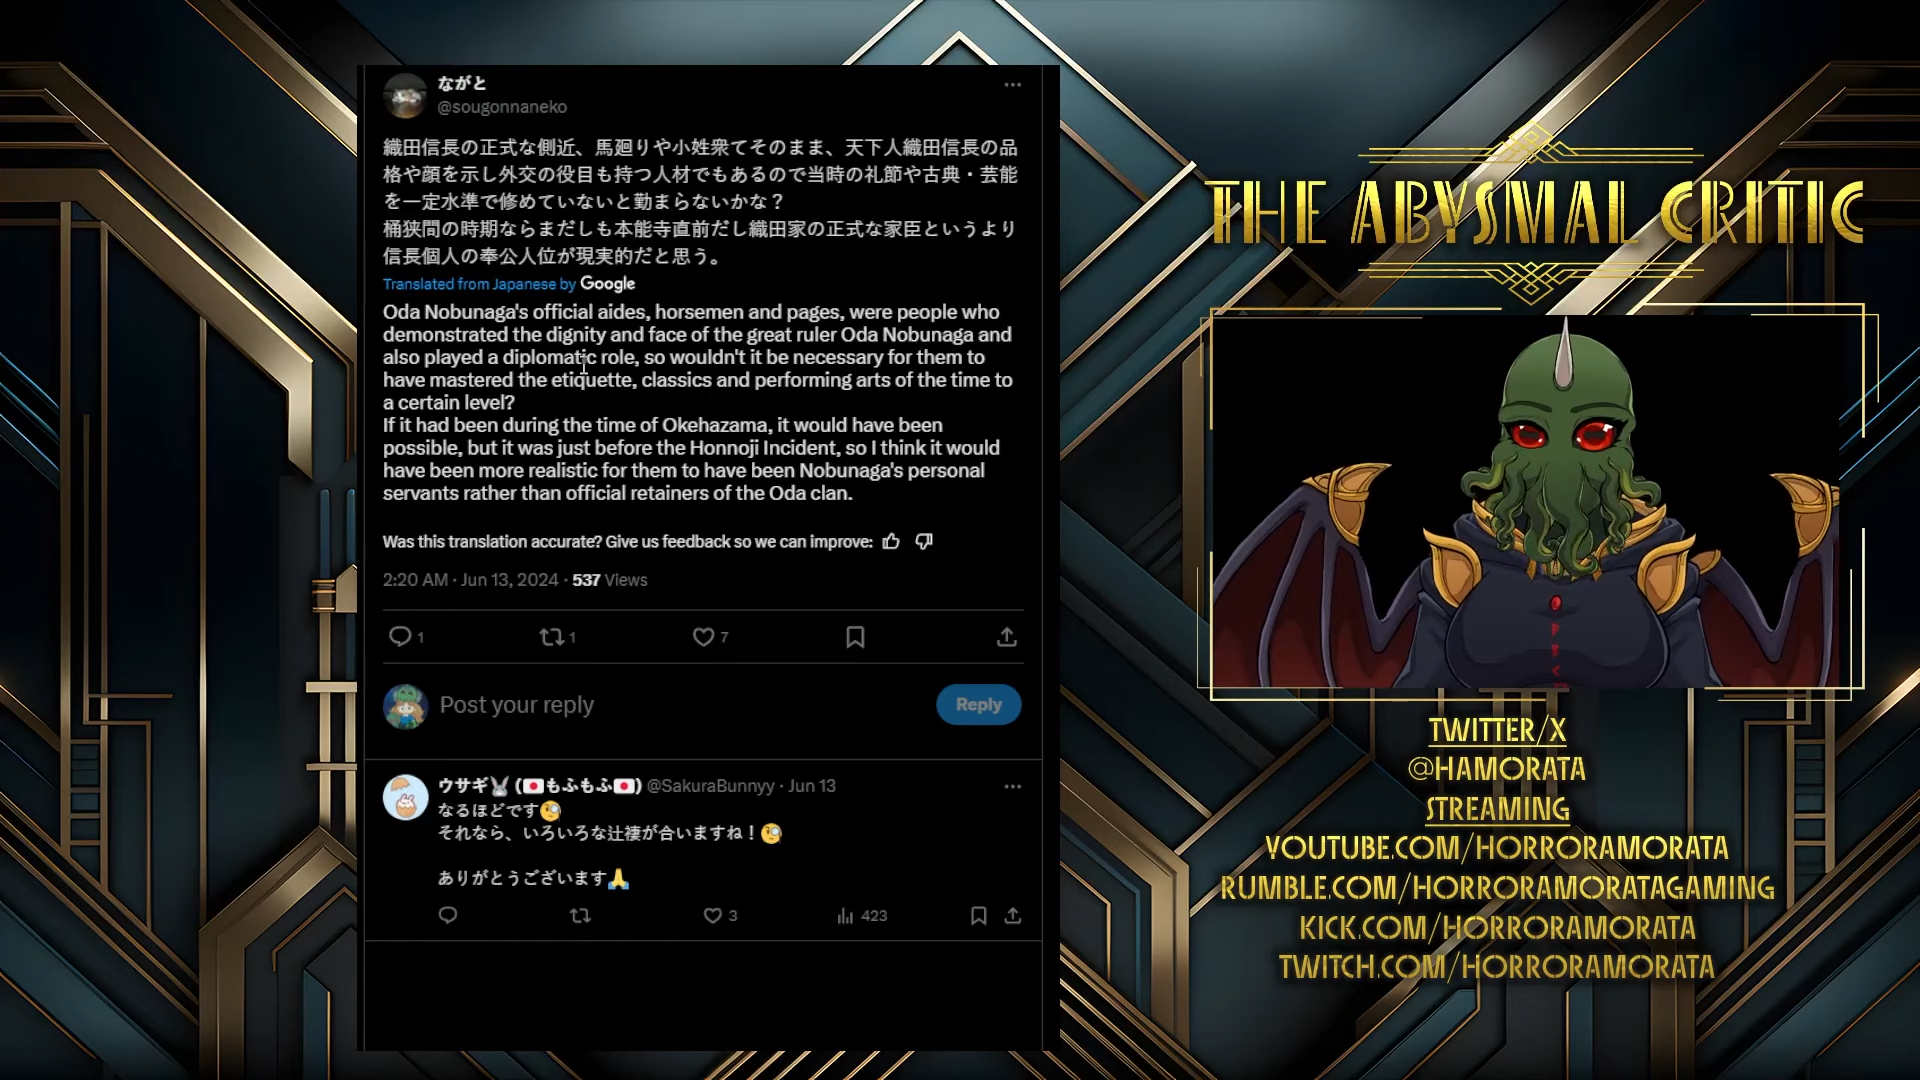 ながと
@sougonnaneko
織田信長の正式な側近、馬廻りや小姓衆てそのまま、天下人織田信長の品
格や顔を示し外交の役目も持つ人材でもあるので当時の礼節や古典・芸能
を一定水準で修めていないと勤まらないかな？
桶狭間の時期ならまだしも本能寺直前だし織田家の正式な家臣というより
信長個人の奉公人位が現実的だと思う。
Translated from Japanese by Google
Oda Nobunaga's official aides, horsemen and pages, were people who
demonstrated the dignity and face of the great ruler Oda Nobunaga and
also played a diplomatic role, so wouldn't it be necessary for them to
have mastered the etiquette, classics and performing arts of the time to
a certain level?
If it had been during the time of Okehazama, it would have been
possible, but it was just before the Honnoji Incident, so I think it would
have been more realistic for them to have been Nobunaga's personal
servants rather than official retainers of the Oda clan.
Was this translation accurate? Give us feedback so we can improve:
2:20 AM · Jun 13, 2024 · 537 Views
1 1 7
Post your reply
Reply
ウサギ🐰 (🇯🇵もふもふ🇯🇵) @SakuraBunnyy · Jun 13
なるほどです🧐
それなら、いろいろな辻褄が合いますね！🧐
ありがとうございます🙏
3 423
THE ABYSMAL CRITIC
TWITTER/X
@HAMORATA
STREAMING
YOUTUBE.COM/HORRORAMORATA
RUMBLE.COM/HORRORAMORATAGAMING
KICK.COM/HORRORAMORATA
TWITCH.COM/HORRORAMORATA